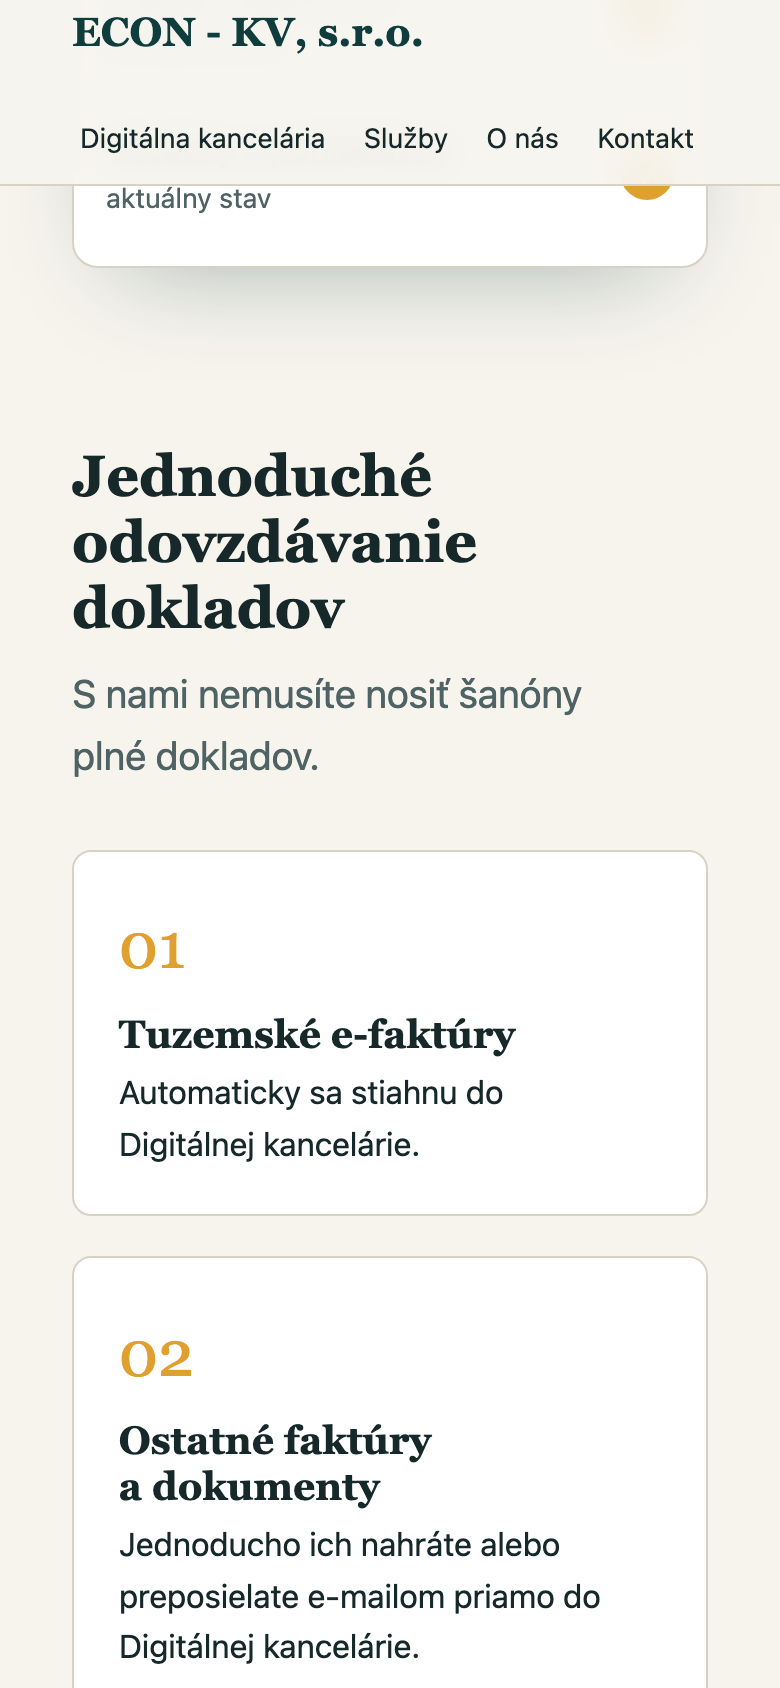 ECON - KV, s.r.o.
Digitálna kancelária Služby O nás Kontakt
aktuálny stav
Jednoduché
odovzdávanie
dokladov
S nami nemusíte nosiť šanóny
plné dokladov.
01
Tuzemské e-faktúry
Automaticky sa stiahnu do
Digitálnej kancelárie.
02
Ostatné faktúry
a dokumenty
Jednoducho ich nahráte alebo
preposielate e-mailom priamo do
Digitálnej kancelárie.